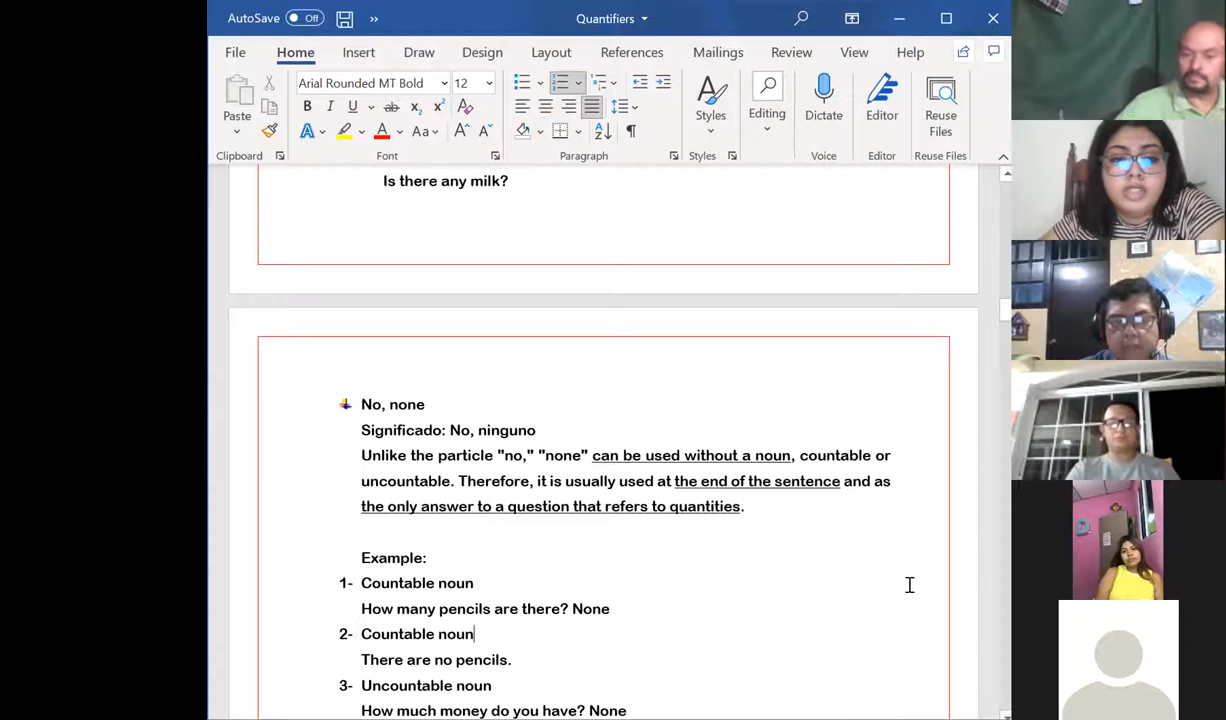 AutoSave Off Quantifiers
File Home Insert Draw Design Layout References Mailings Review View Help
Arial Rounded MT Bold 12
Paste Styles Editing Dictate Editor Reuse Files
Clipboard Font Paragraph Styles Voice Editor Reuse Files
Is there any milk?
No, none
Significado: No, ninguno
Unlike the particle "no," "none" can be used without a noun, countable or
uncountable. Therefore, it is usually used at the end of the sentence and as
the only answer to a question that refers to quantities.
Example:
1- Countable noun
How many pencils are there? None
2- Countable noun
There are no pencils.
3- Uncountable noun
How much money do you have? None